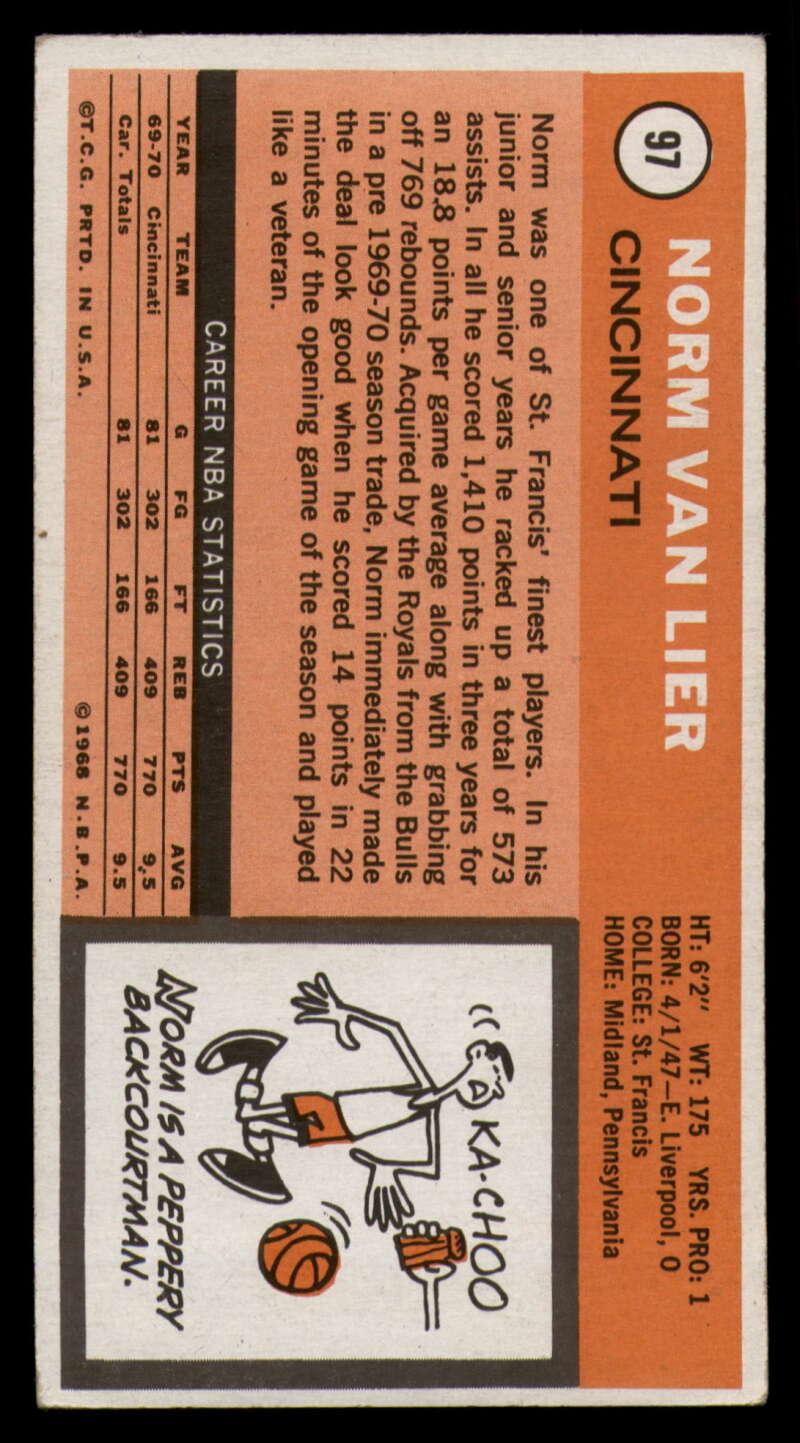 97
NORM VAN LIER
CINCINNATI
HT: 6'2" WT: 175 YRS. PRO: 1
BORN: 4/1/47—E. Liverpool, O
COLLEGE: St. Francis
HOME: Midland, Pennsylvania
Norm was one of St. Francis' finest players. In his
junior and senior years he racked up a total of 573
assists. In all he scored 1,410 points in three years for
an 18.8 points per game average along with grabbing
off 769 rebounds. Acquired by the Royals from the Bulls
in a pre 1969-70 season trade, Norm immediately made
the deal look good when he scored 14 points in 22
minutes of the opening game of the season and played
like a veteran.
CAREER NBA STATISTICS
YEAR TEAM G FG FT REB PTS AVG
69-70 Cincinnati 81 302 166 409 770 9.5
Car. Totals 81 302 166 409 770 9.5
©T.C.G. PRTD. IN U.S.A. ©1968 N.B.P.A.
KA-CHOO
NORM IS A PEPPERY
BACKCOURTMAN.